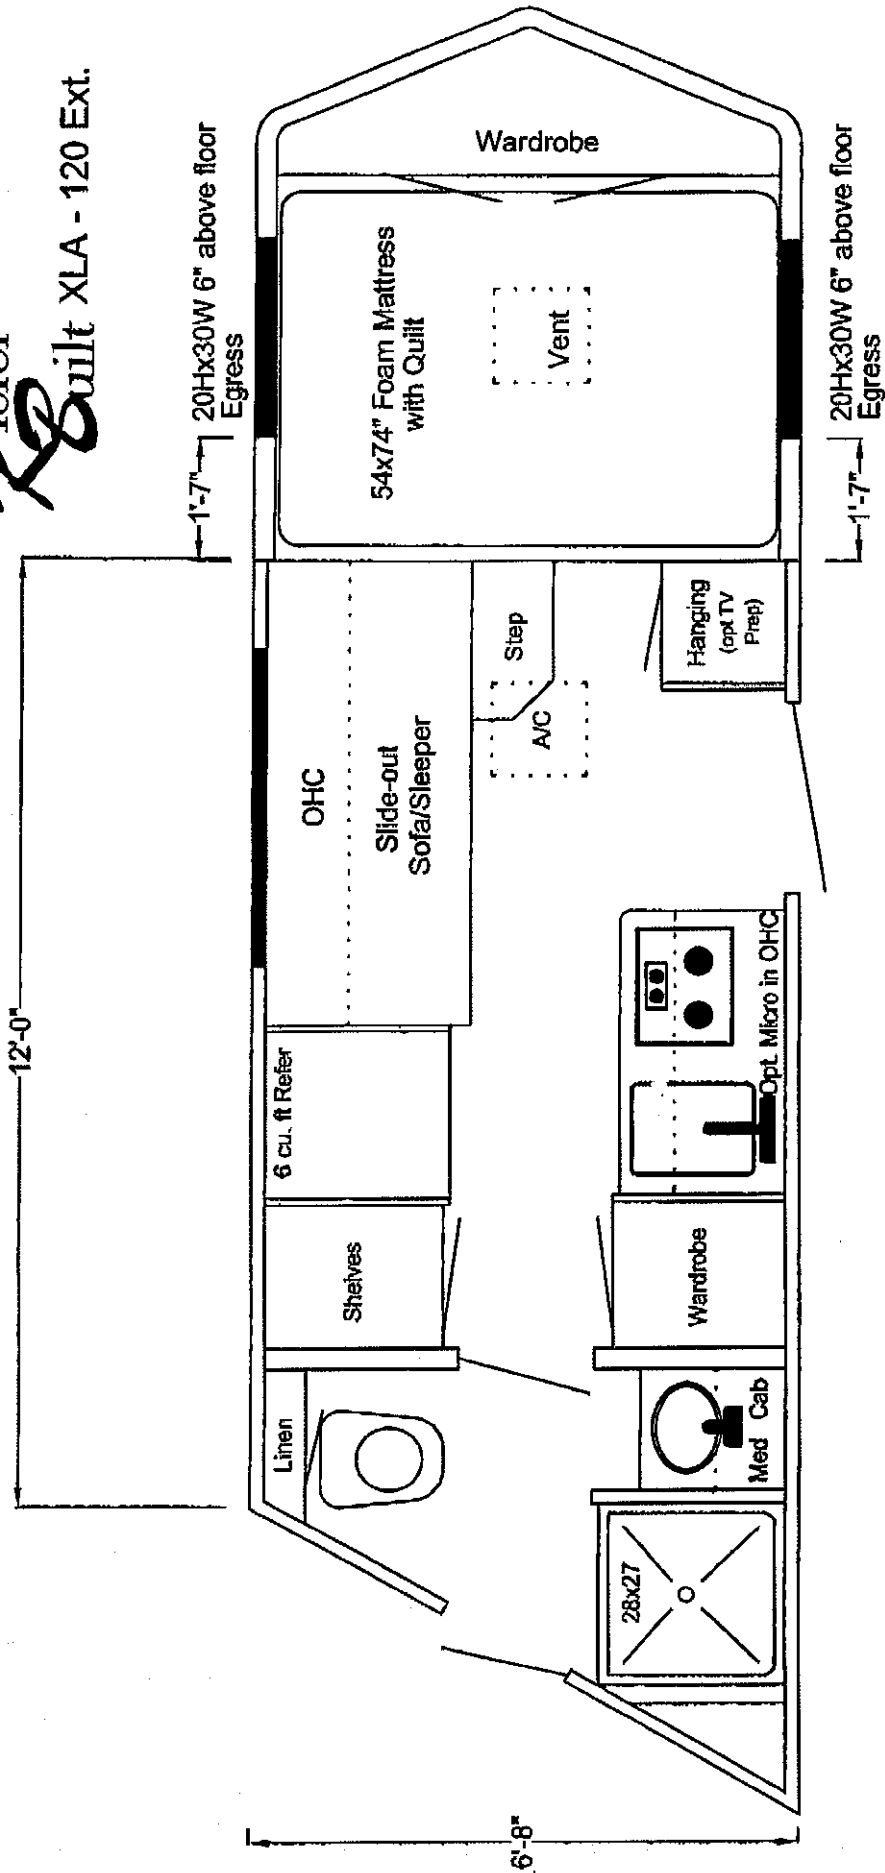 Built XLA - 120 Ext.
12'-0"
1'-7"
20Hx30W 6" above floor
Egress
Wardrobe
54x74" Foam Mattress
with Quilt
Vent
OHC
Slide-out
Sofa/Sleeper
Step
A/C
Hanging
(opt TV
Prep)
6 cu. ft Refer
Shelves
Linen
Opt. Micro in OHC
Wardrobe
Med Cab
28x27
6'-8"
1'-7"
20Hx30W 6" above floor
Egress